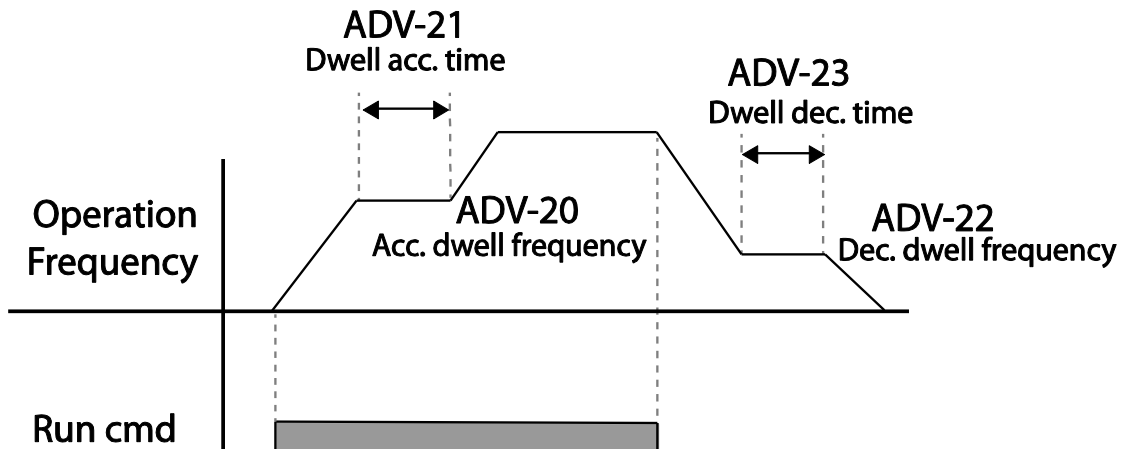 ADV-21
Dwell acc. time
ADV-23
Dwell dec. time
Operation
Frequency
ADV-20
Acc. dwell frequency
ADV-22
Dec. dwell frequency
Run cmd